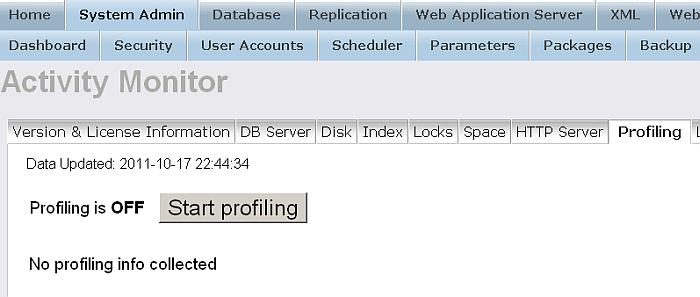 Home System Admin Database Replication Web Application Server XML Web
Dashboard Security User Accounts Scheduler Parameters Packages Backup
Activity Monitor
Version & License Information DB Server Disk Index Locks Space HTTP Server Profiling L
Data Updated: 2011-10-17 22:44:34
Profiling is OFF Start profiling
No profiling info collected